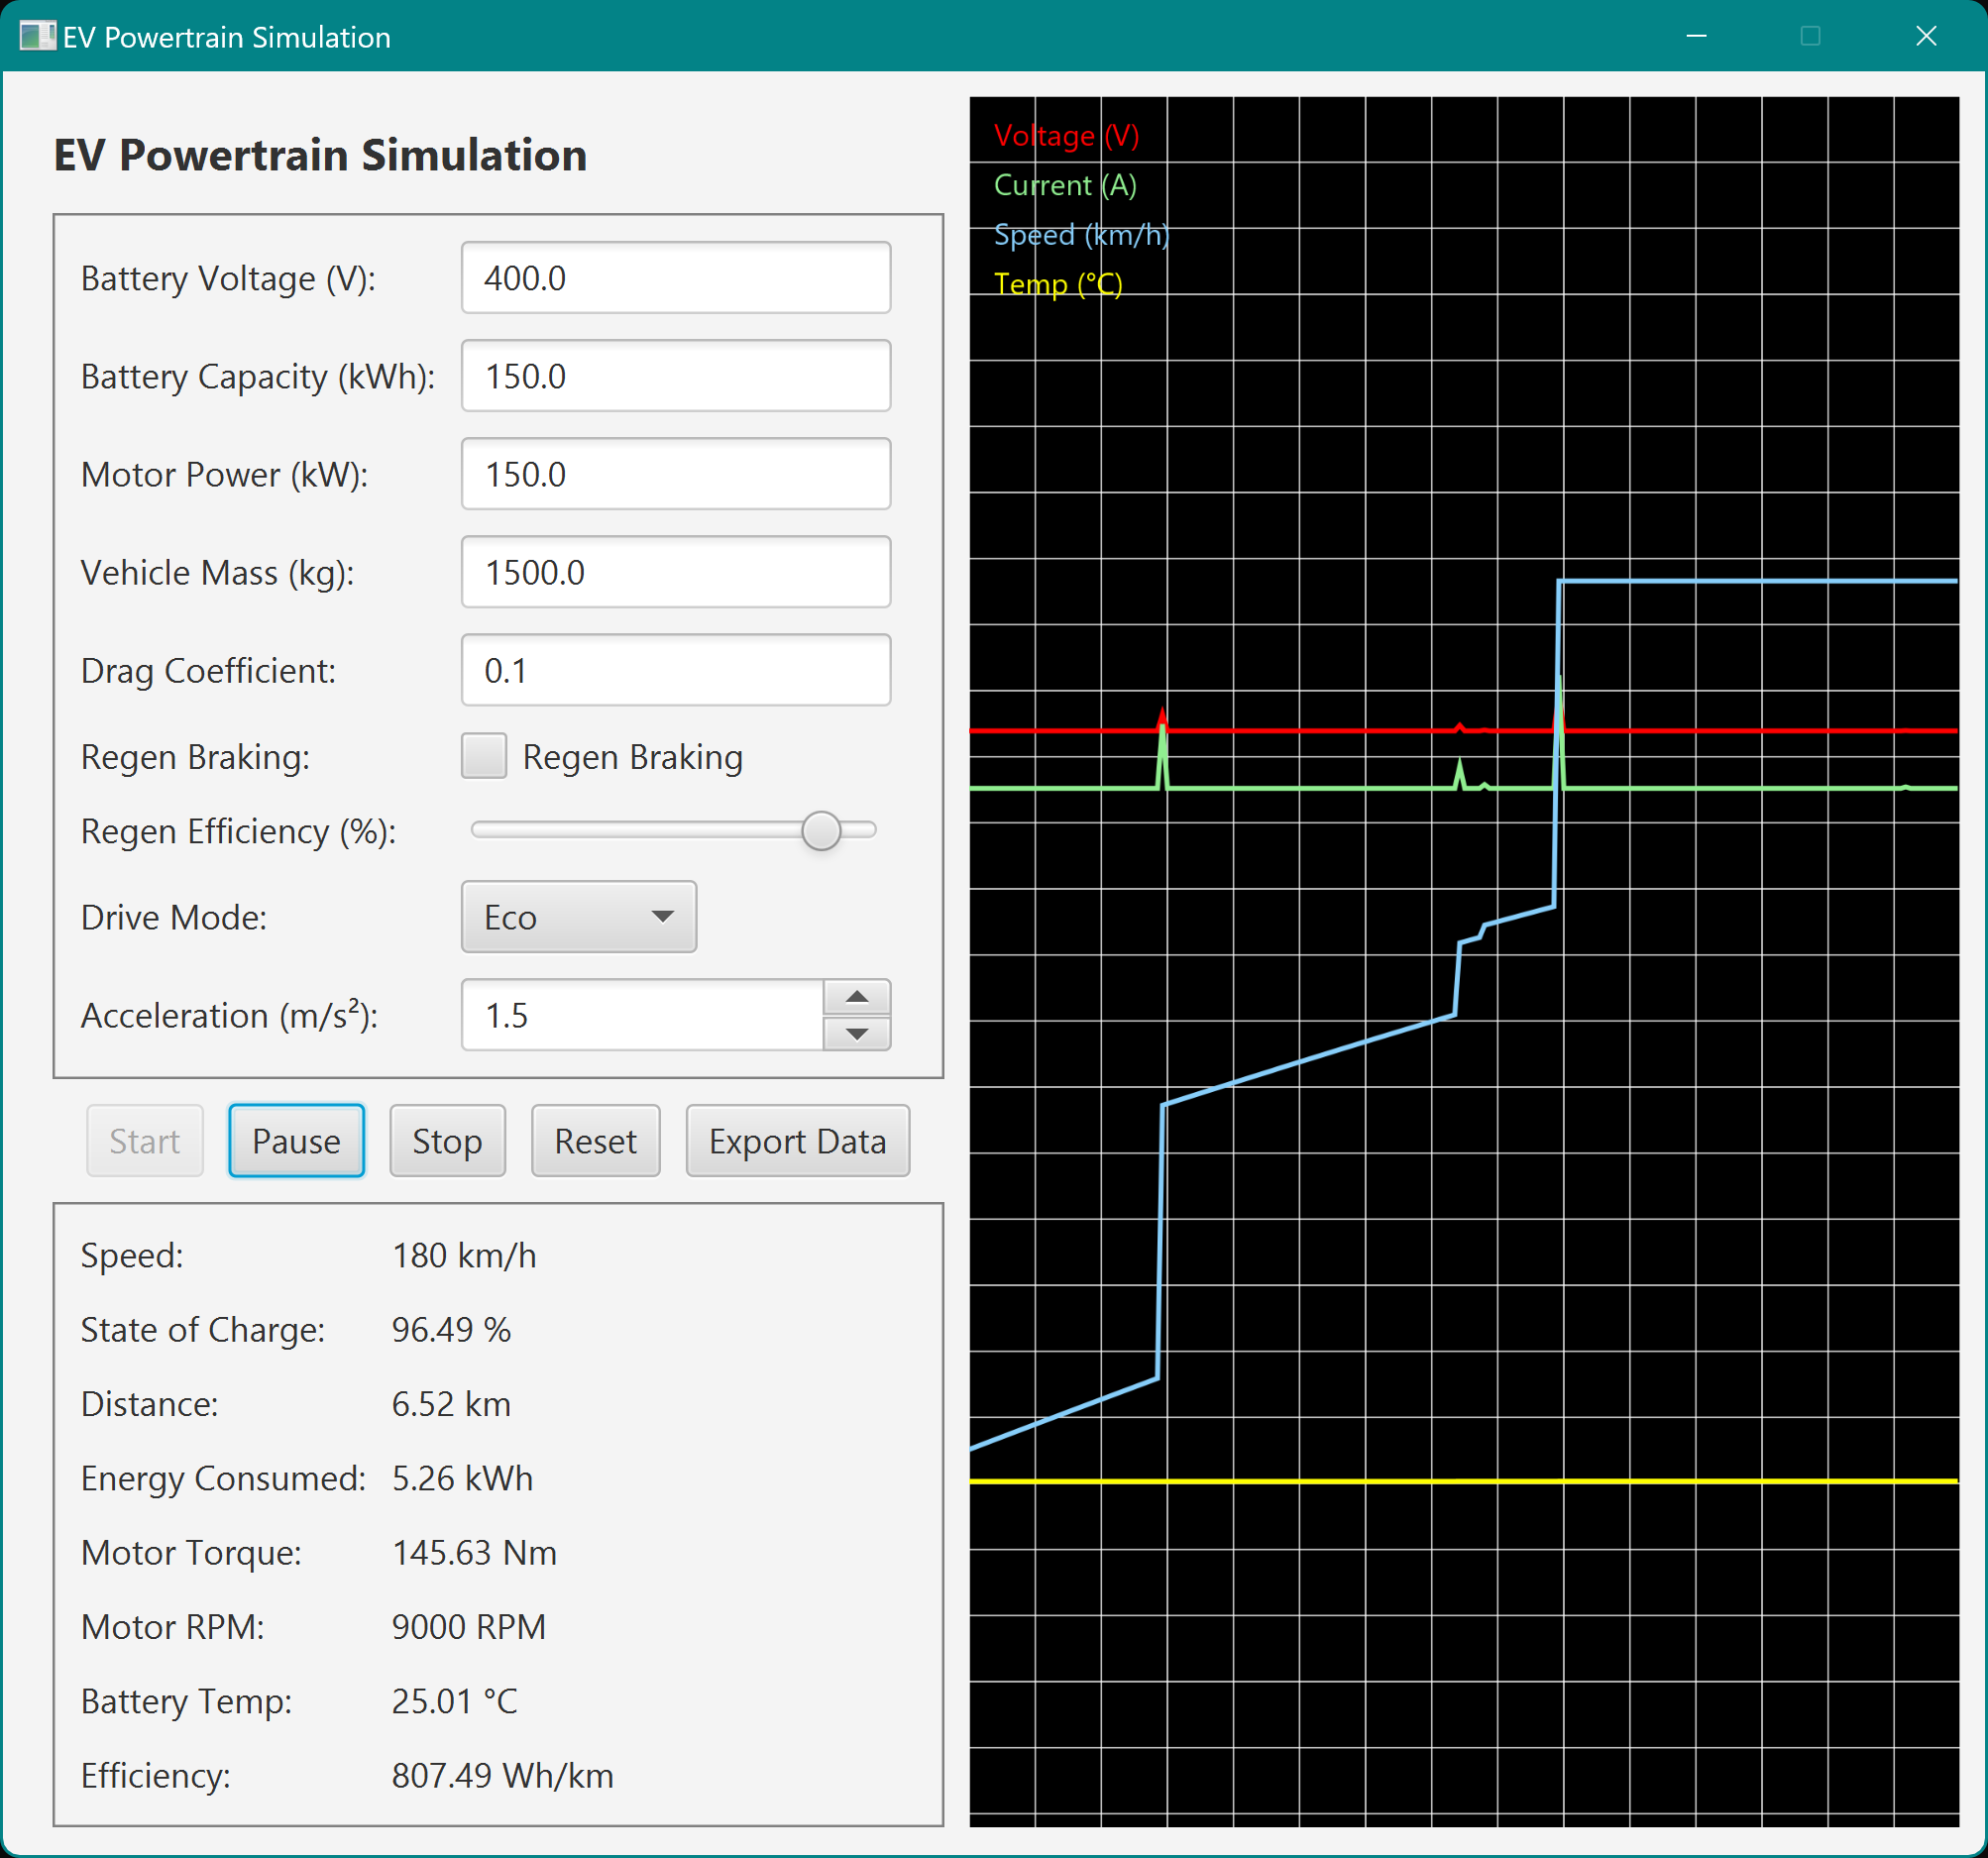 EV Powertrain Simulation
EV Powertrain Simulation
Battery Voltage (V): 400.0
Battery Capacity (kWh): 150.0
Motor Power (kW): 150.0
Vehicle Mass (kg): 1500.0
Drag Coefficient: 0.1
Regen Braking: Regen Braking
Regen Efficiency (%):
Drive Mode: Eco
Acceleration (m/s²): 1.5
Start Pause Stop Reset Export Data
Speed: 180 km/h
State of Charge: 96.49 %
Distance: 6.52 km
Energy Consumed: 5.26 kWh
Motor Torque: 145.63 Nm
Motor RPM: 9000 RPM
Battery Temp: 25.01 °C
Efficiency: 807.49 Wh/km
Voltage (V)
Current (A)
Speed (km/h)
Temp (°C)